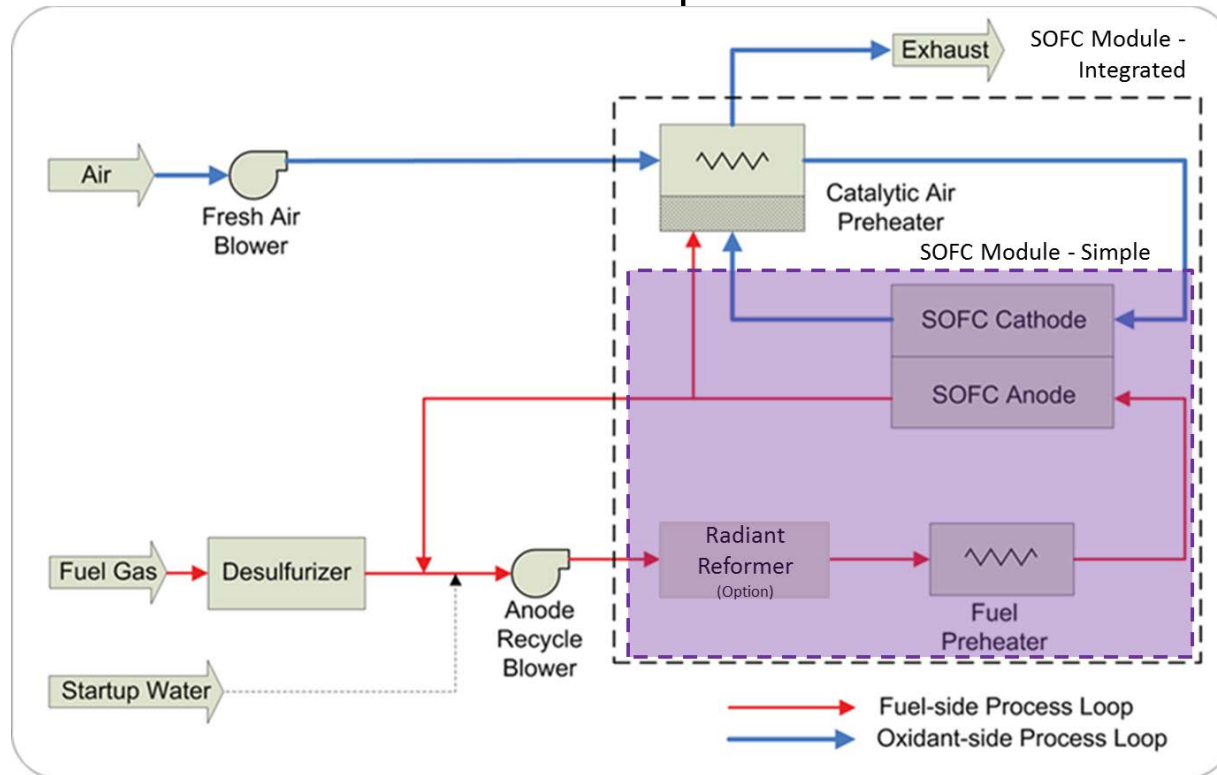 SOFC Module -
Integrated
Exhaust
Air
Fresh Air
Blower
Catalytic Air
Preheater
SOFC Module - Simple
SOFC Cathode
SOFC Anode
Fuel Gas
Desulfurizer
Anode
Recycle
Blower
Radiant
Reformer
(Option)
Fuel
Preheater
Startup Water
Fuel-side Process Loop
Oxidant-side Process Loop